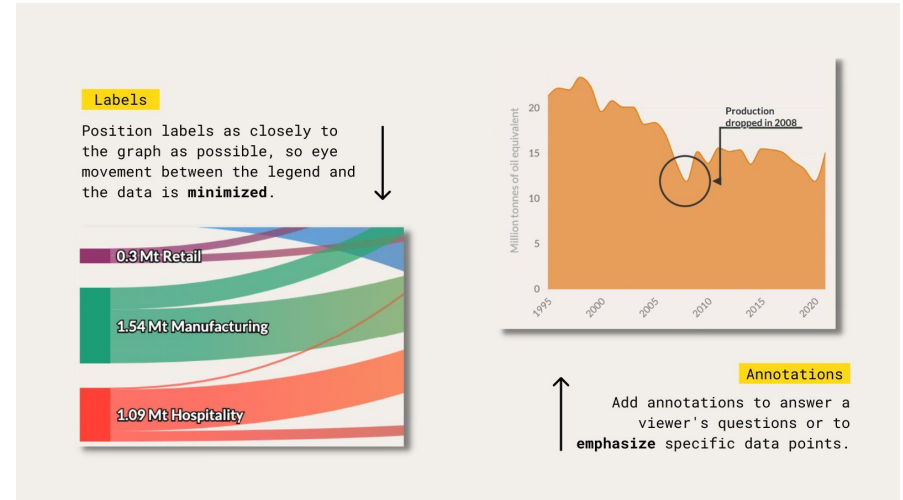 Labels
Position labels as closely to
the graph as possible, so eye
movement between the legend and
the data is minimized.
0.3 Mt Retail
1.54 Mt Manufacturing
1.09 Mt Hospitality
Million tonnes of oil equivalent
20
15
10
5
0
1995
2000
2005
2010
2015
2020
Production
dropped in 2008
Annotations
Add annotations to answer a
viewer's questions or to
emphasize specific data points.